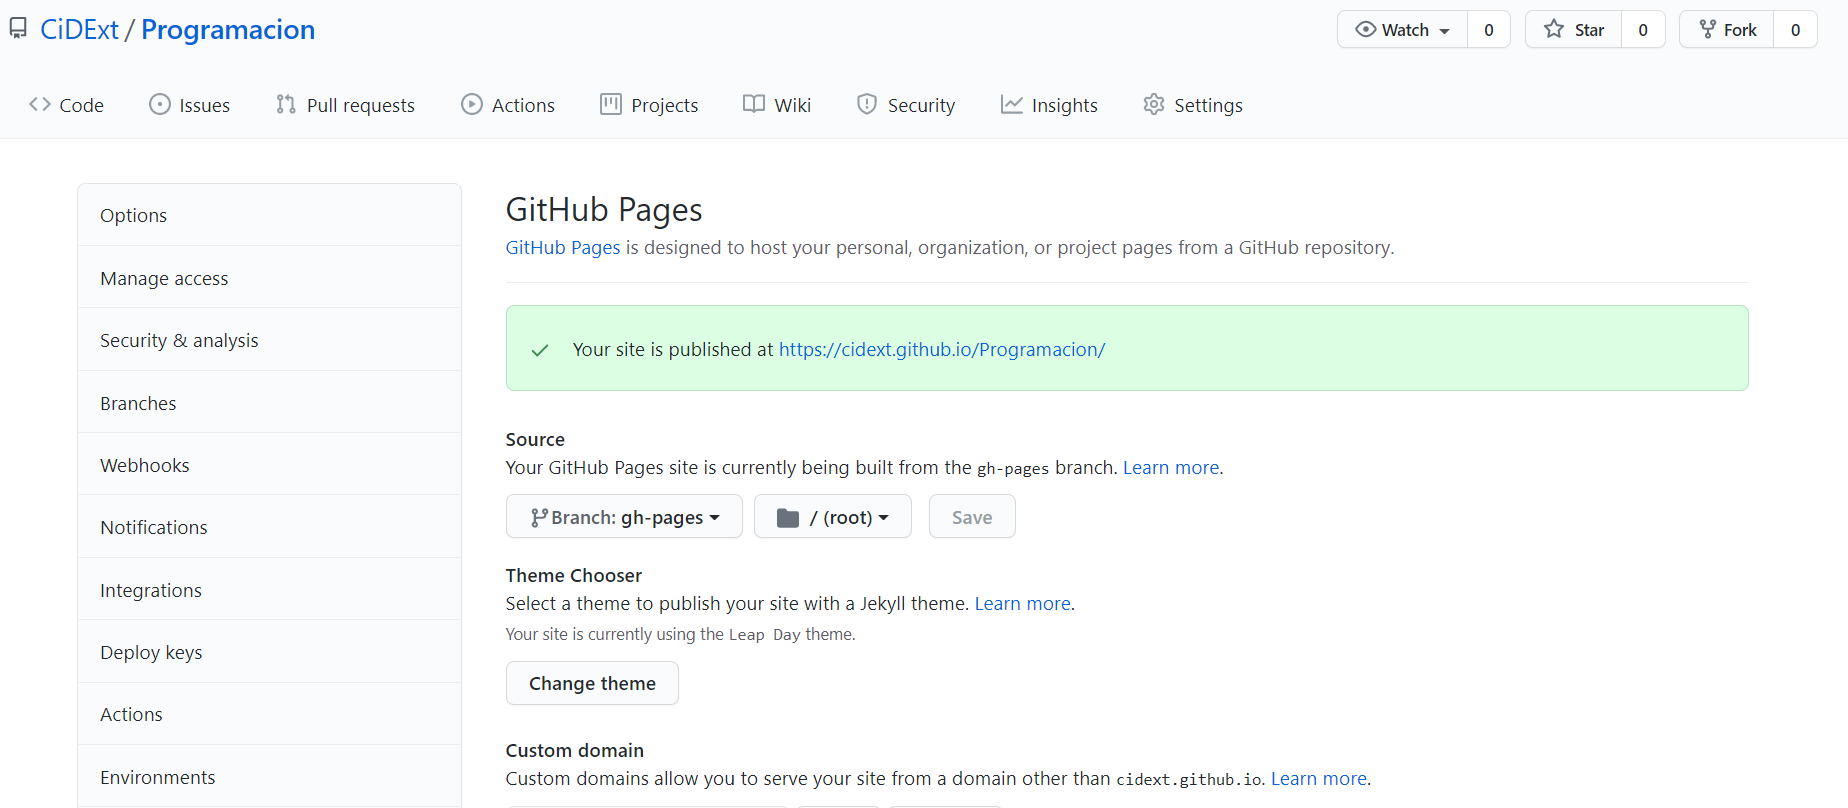 CiDExt / Programacion
Watch 0 Star 0 Fork 0
Code Issues Pull requests Actions Projects Wiki Security Insights Settings
Options
Manage access
Security & analysis
Branches
Webhooks
Notifications
Integrations
Deploy keys
Actions
Environments
GitHub Pages
GitHub Pages is designed to host your personal, organization, or project pages from a GitHub repository.
Your site is published at https://cidext.github.io/Programacion/
Source
Your GitHub Pages site is currently being built from the gh-pages branch. Learn more.
Branch: gh-pages / (root) Save
Theme Chooser
Select a theme to publish your site with a Jekyll theme. Learn more.
Your site is currently using the Leap Day theme.
Change theme
Custom domain
Custom domains allow you to serve your site from a domain other than cidext.github.io. Learn more.